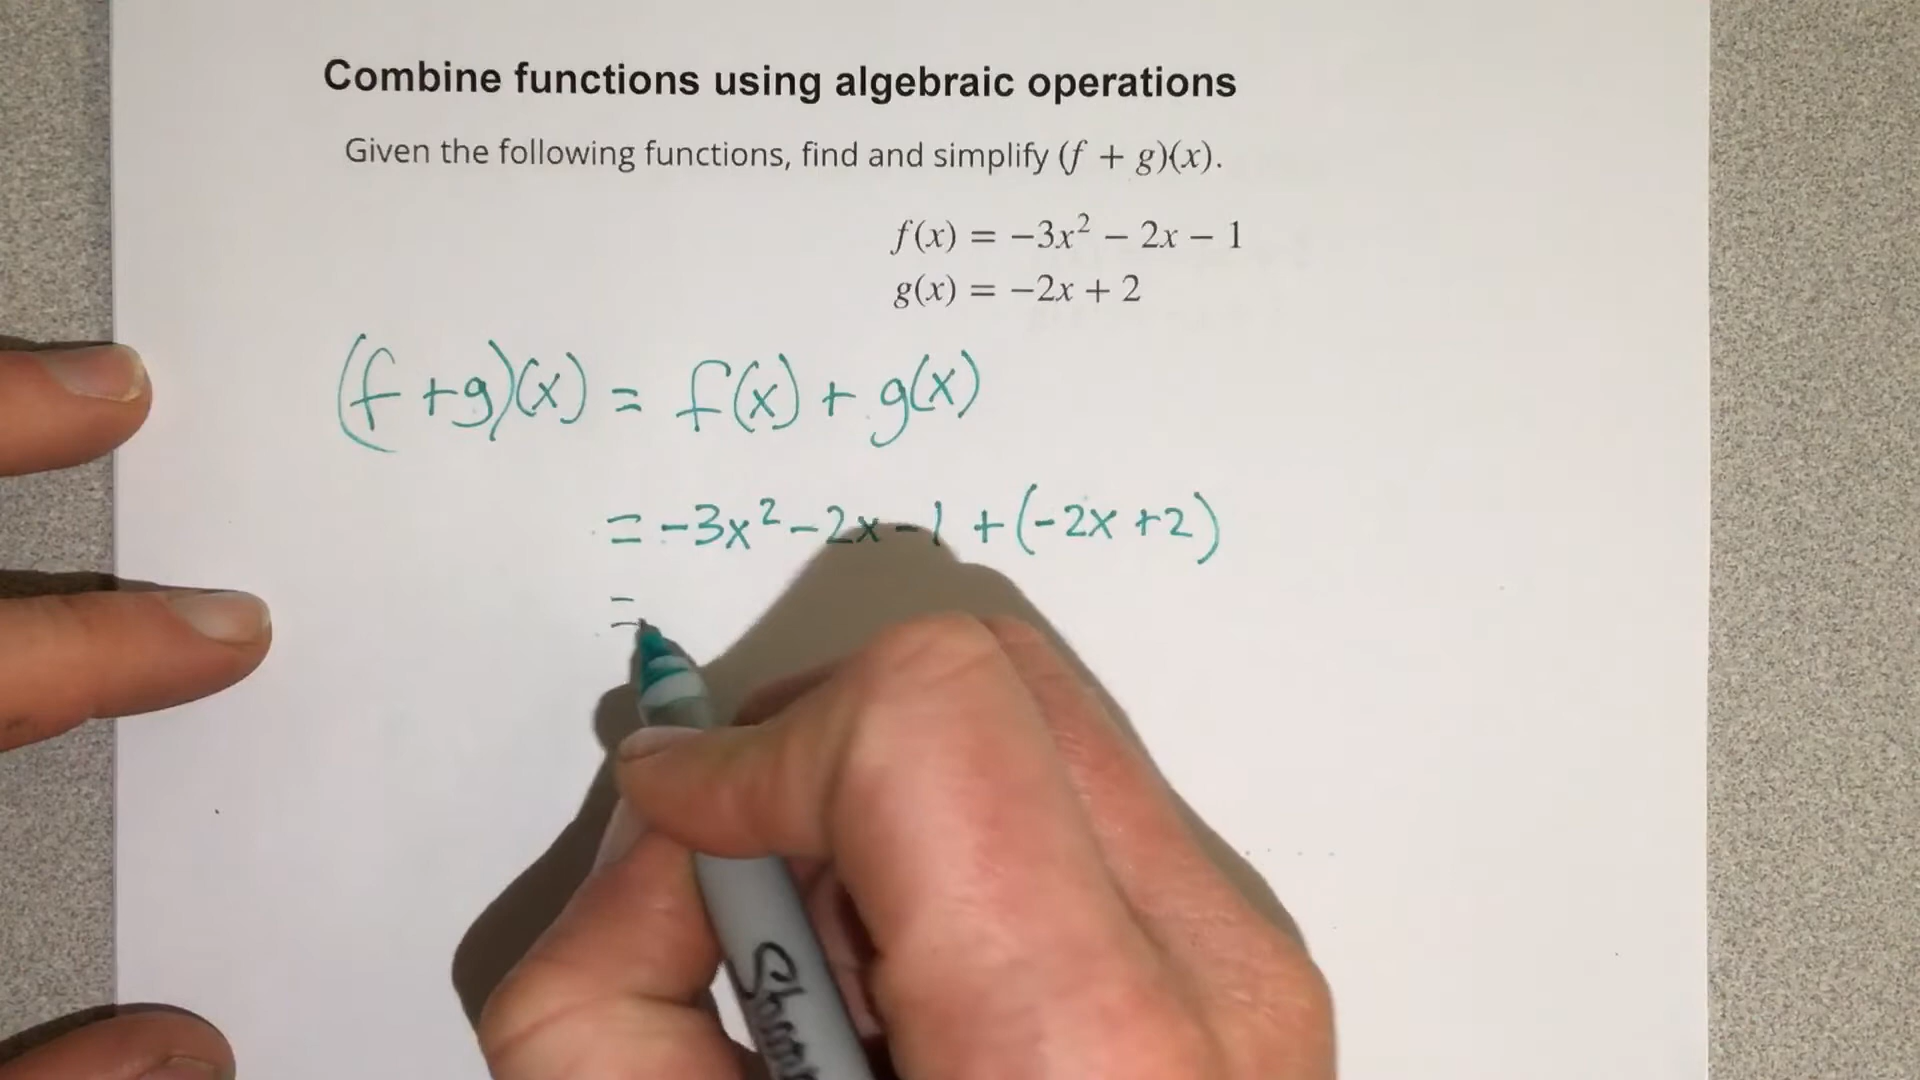 Combine functions using algebraic operations
Given the following functions, find and simplify (f + g)(x).
f(x) = −3x² − 2x − 1
g(x) = −2x + 2
(f+g)(x) = f(x) + g(x)
= -3x² - 2x - 1 + (-2x + 2)
=